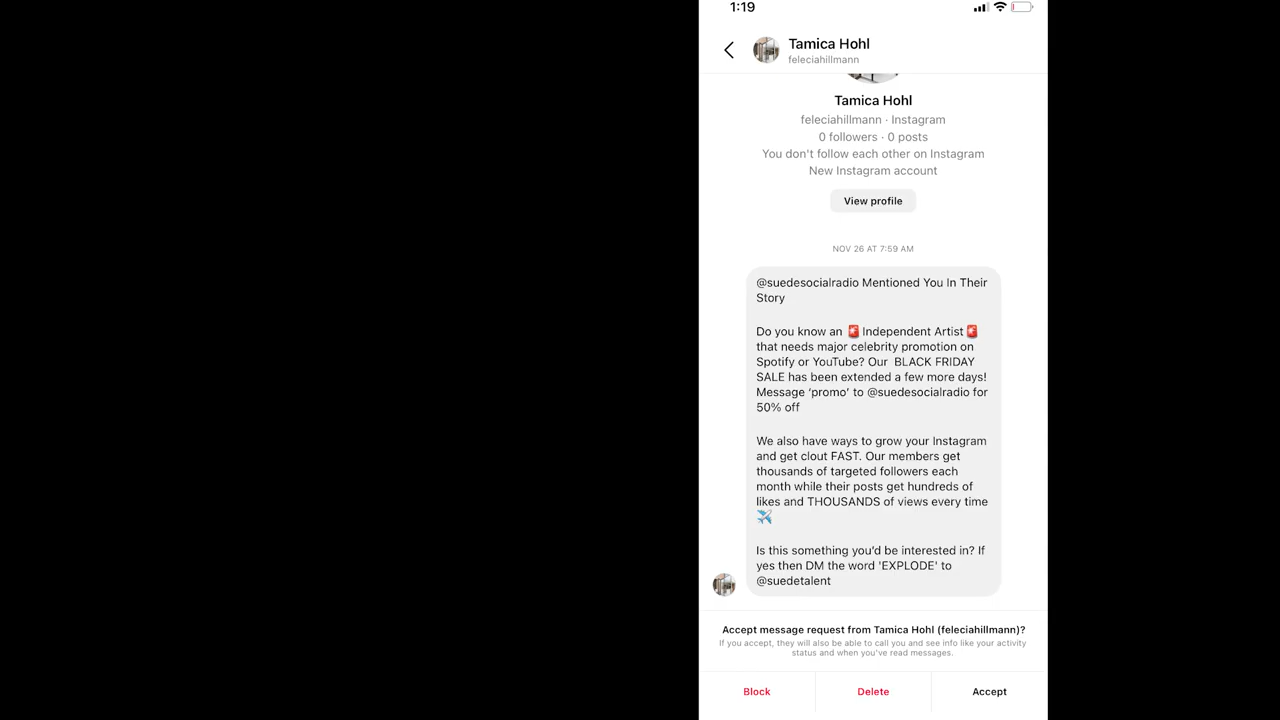 1:19
Tamica Hohl
feleciahillmann
Tamica Hohl
feleciahillmann · Instagram
0 followers · 0 posts
You don't follow each other on Instagram
New Instagram account
View profile
NOV 26 AT 7:59 AM
@suedesocialradio Mentioned You In Their
Story
Do you know an 🚨 Independent Artist 🚨
that needs major celebrity promotion on
Spotify or YouTube? Our  BLACK FRIDAY
SALE has been extended a few more days!
Message ‘promo’ to @suedesocialradio for
50% off
We also have ways to grow your Instagram
and get clout FAST. Our members get
thousands of targeted followers each
month while their posts get hundreds of
likes and THOUSANDS of views every time
✈️
Is this something you’d be interested in? If
yes then DM the word 'EXPLODE' to
@suedetalent
Accept message request from Tamica Hohl (feleciahillmann)?
If you accept, they will also be able to call you and see info like your activity
status and when you've read messages.
Block
Delete
Accept